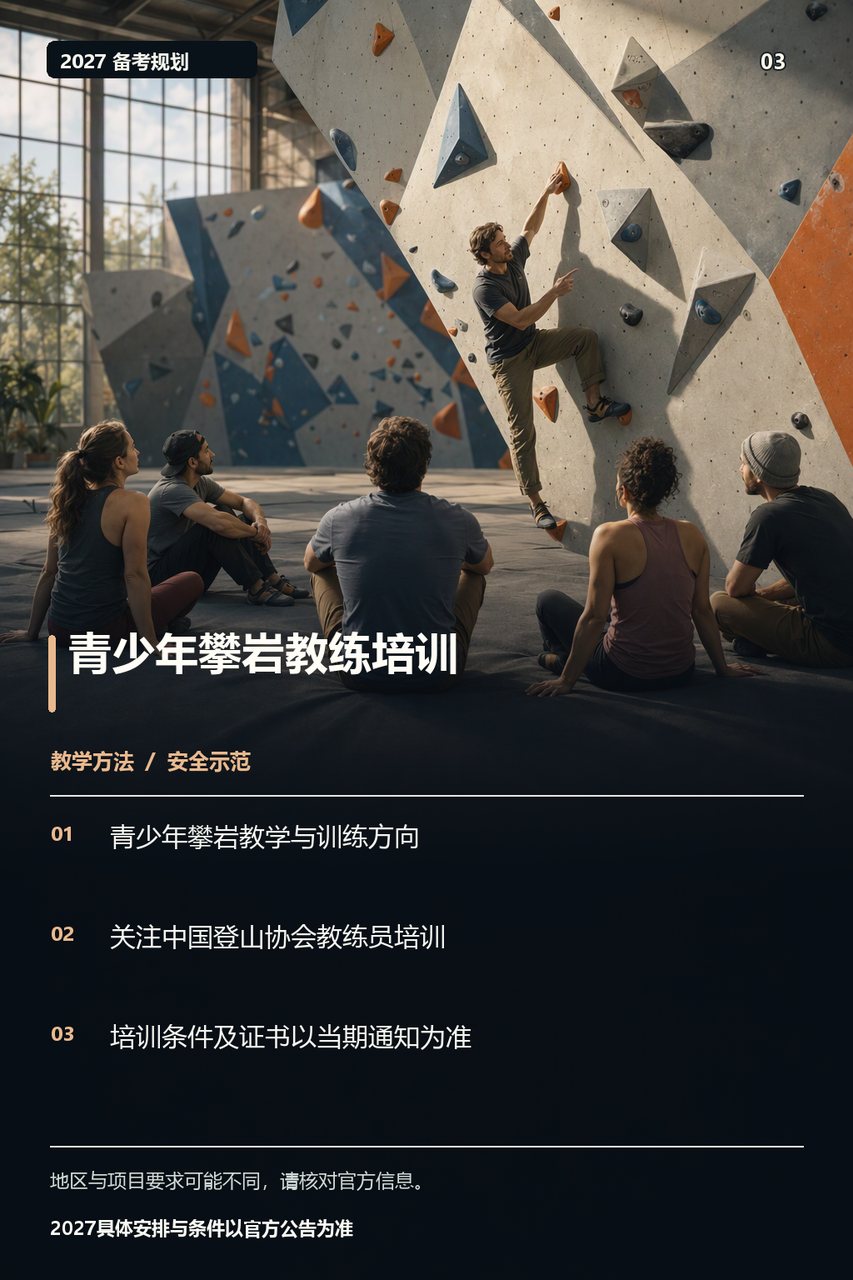 2027 备考规划
03
青少年攀岩教练培训
教学方法 / 安全示范
01 青少年攀岩教学与训练方向
02 关注中国登山协会教练员培训
03 培训条件及证书以当期通知为准
地区与项目要求可能不同，请核对官方信息。
2027具体安排与条件以官方公告为准